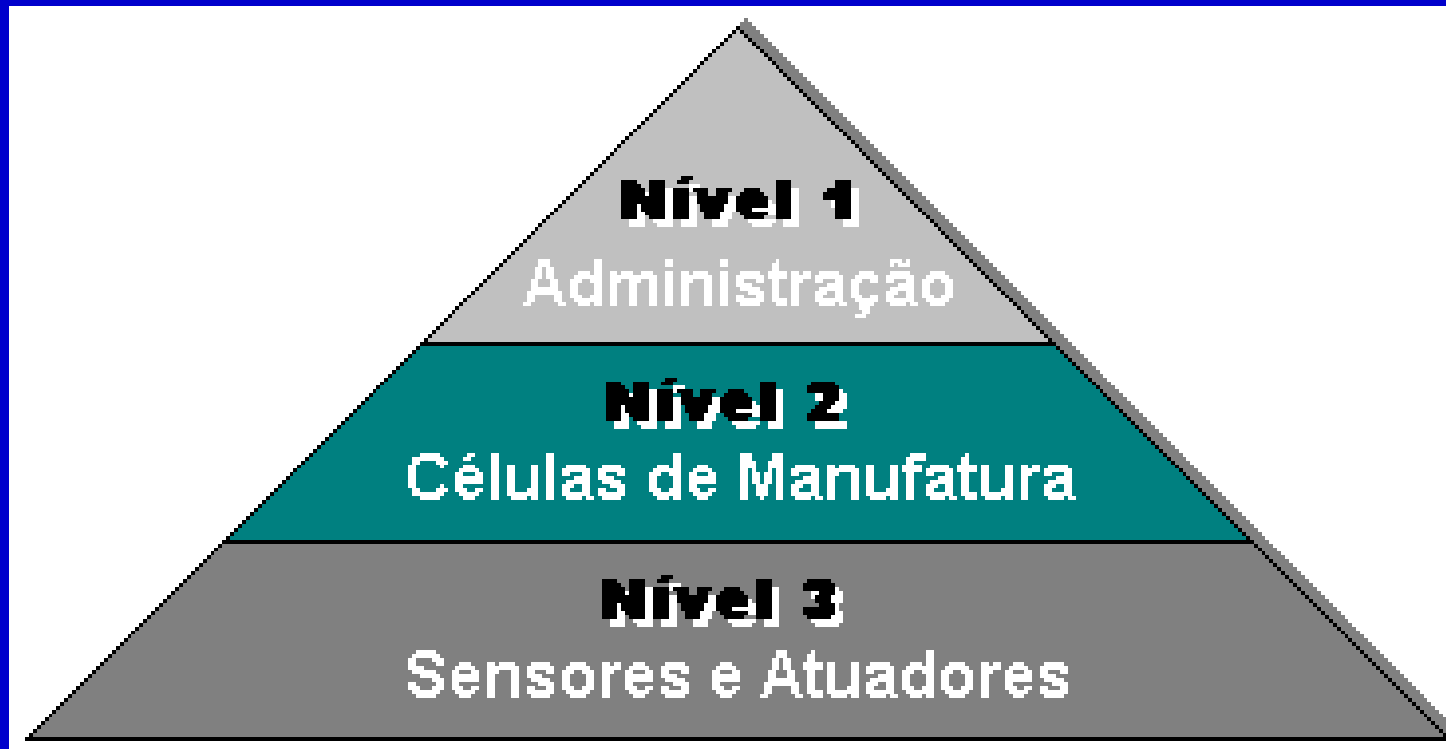 Nível 1
Administração
Nível 2
Células de Manufatura
Nível 3
Sensores e Atuadores